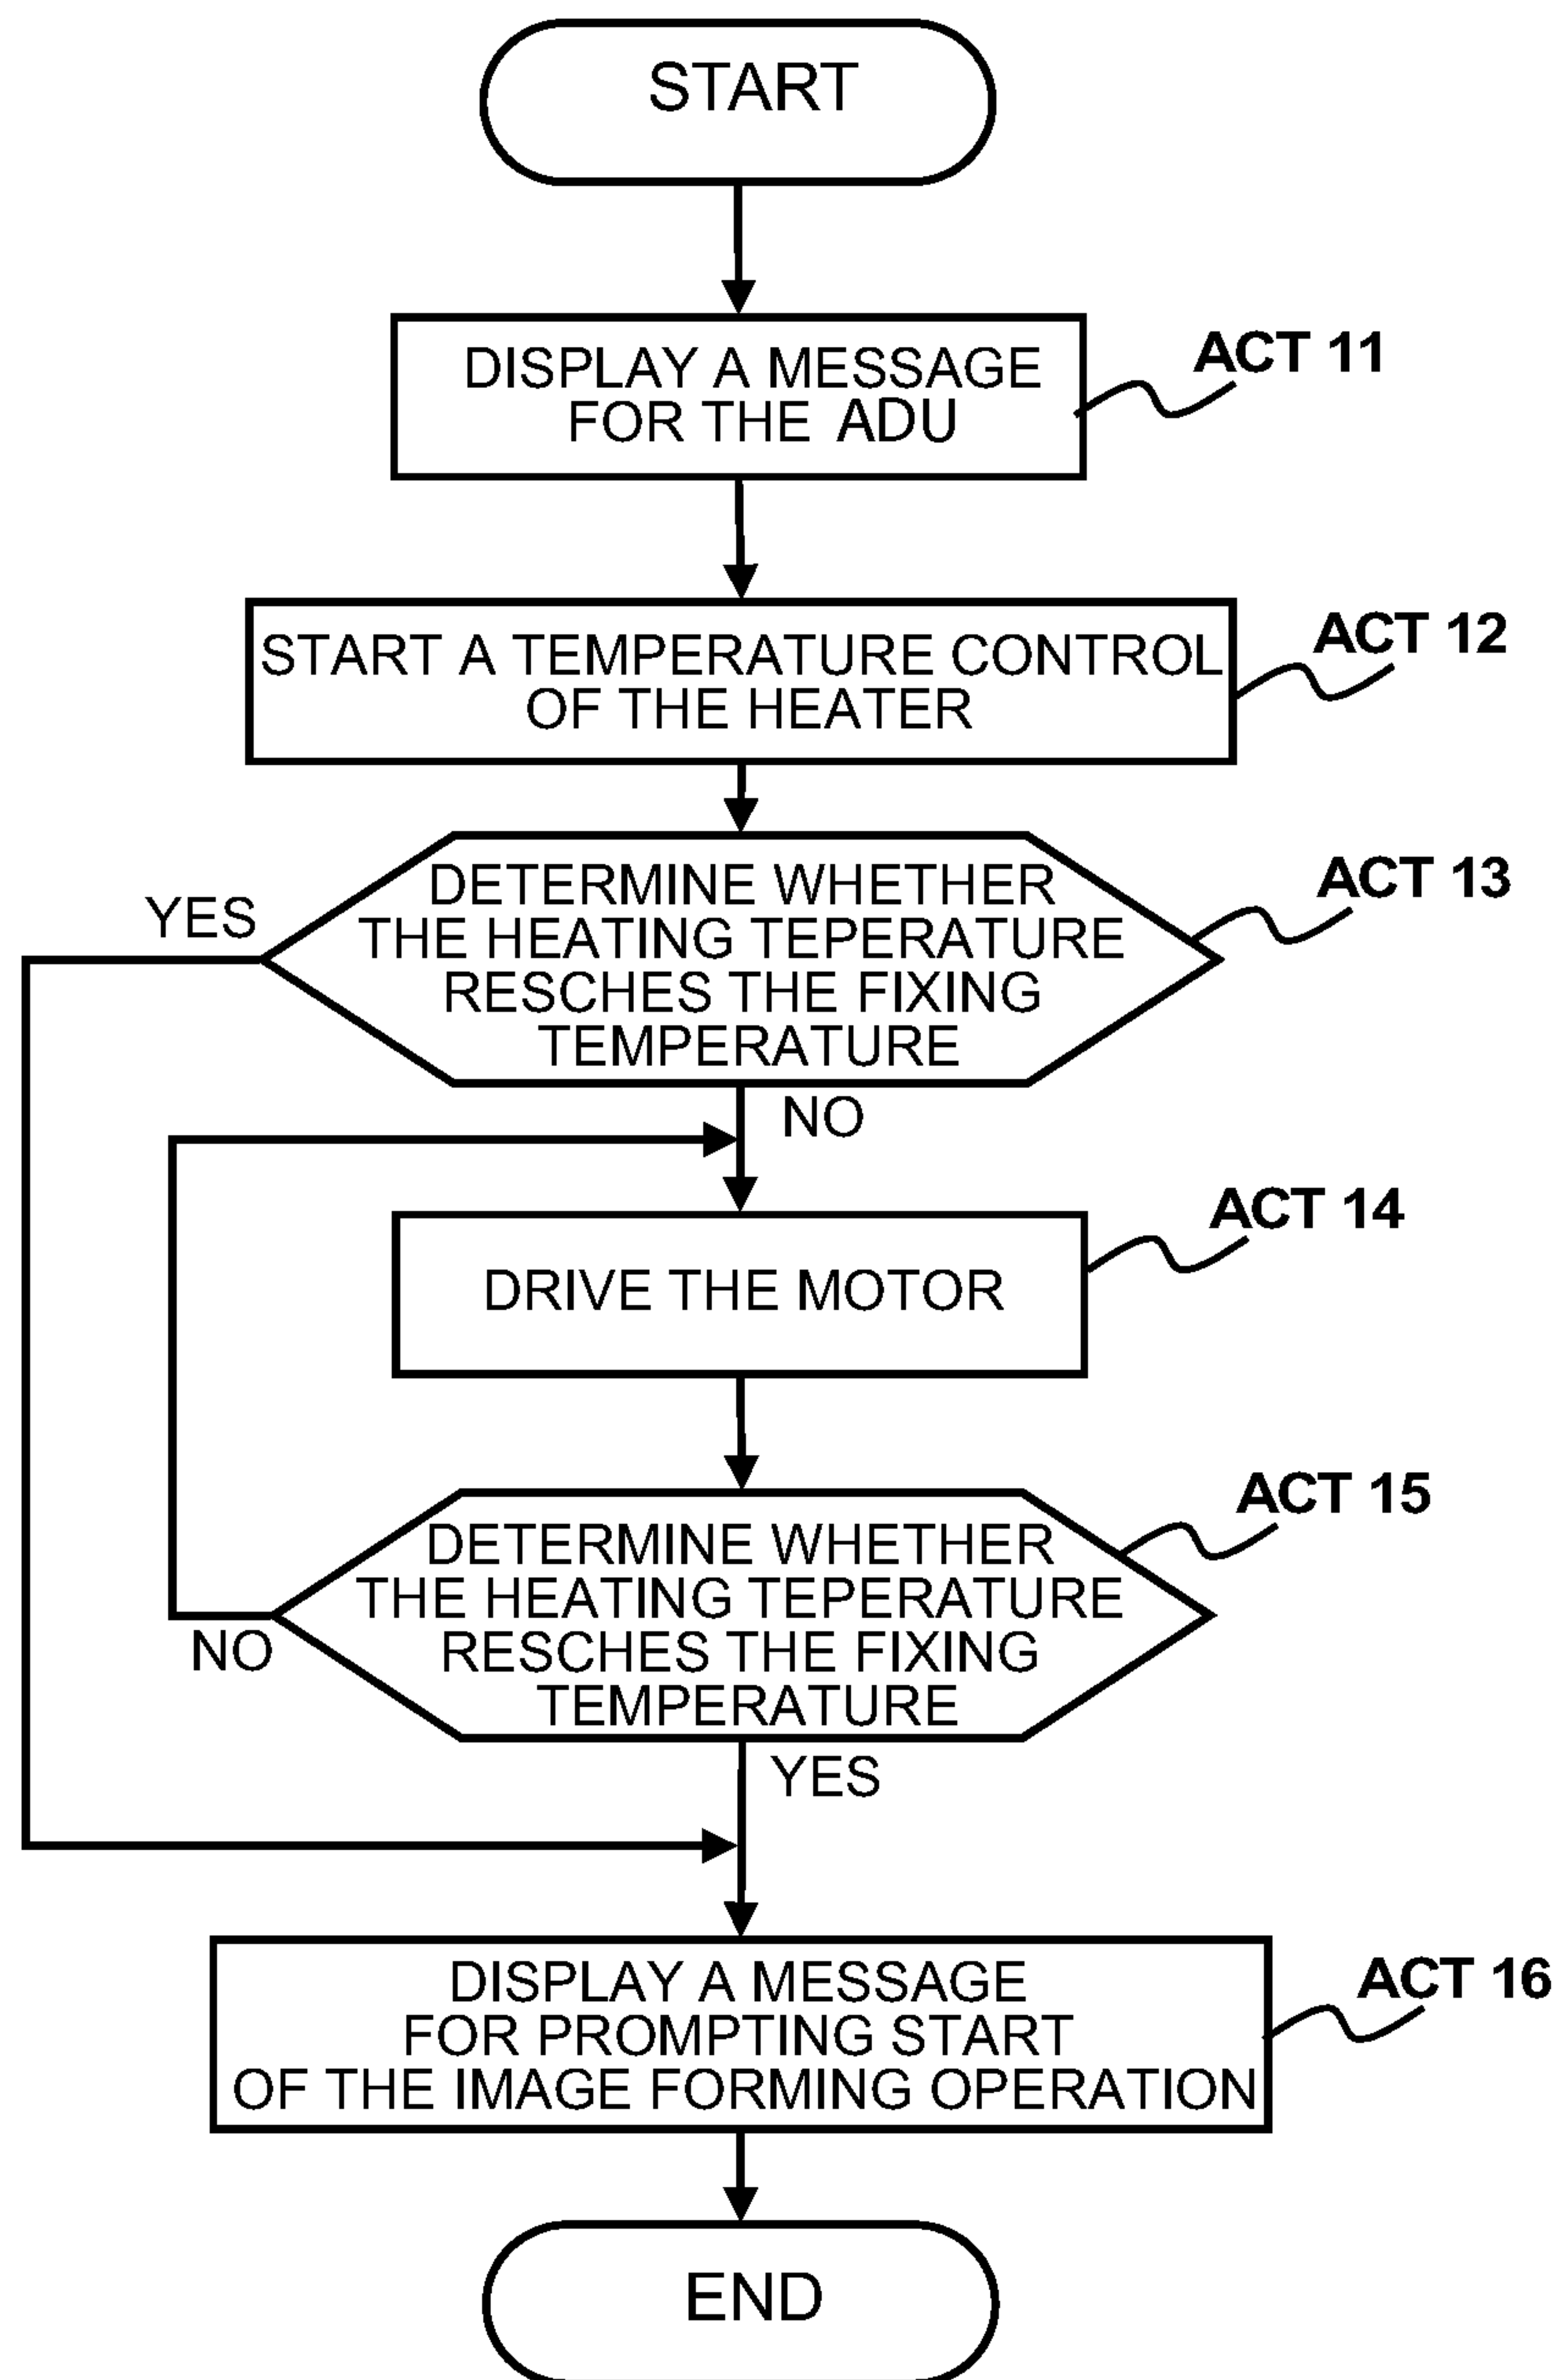 START
DISPLAY A MESSAGE
FOR THE ADU
ACT 11
START A TEMPERATURE CONTROL
OF THE HEATER
ACT 12
DETERMINE WHETHER
THE HEATING TEPERATURE
RESCHES THE FIXING
TEMPERATURE
ACT 13
YES
NO
DRIVE THE MOTOR
ACT 14
DETERMINE WHETHER
THE HEATING TEPERATURE
RESCHES THE FIXING
TEMPERATURE
ACT 15
NO
YES
DISPLAY A MESSAGE
FOR PROMPTING START
OF THE IMAGE FORMING OPERATION
ACT 16
END